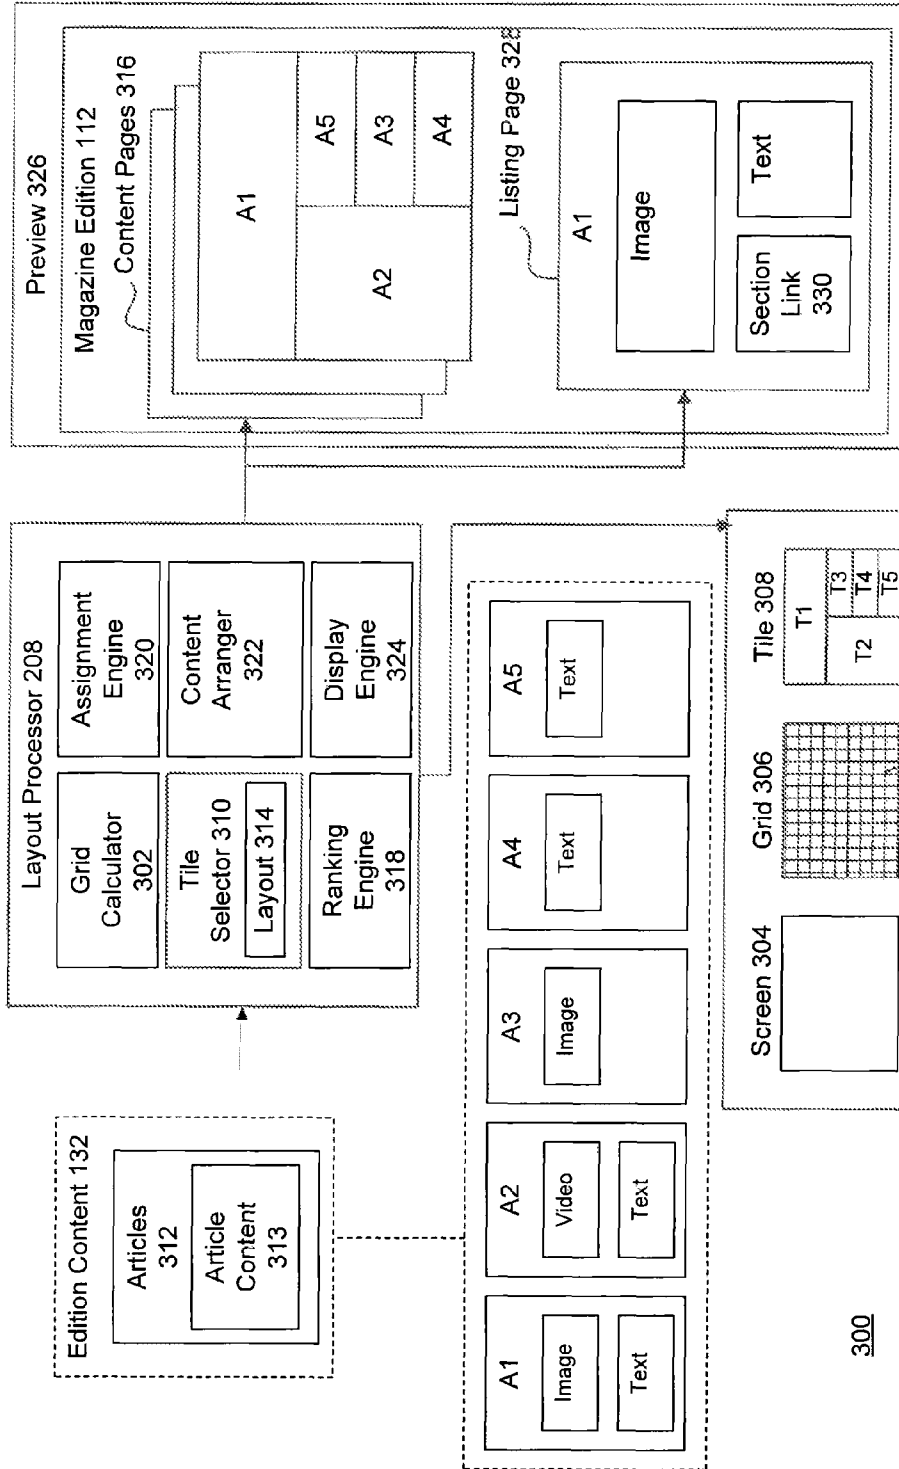 Edition Content 132
Articles
312
Article
Content
313
Layout Processor 208
Grid
Calculator
302
Assignment
Engine
320
Tile
Selector 310
Layout 314
Content
Arranger
322
Ranking
Engine
318
Display
Engine
324
Preview 326
Magazine Edition 112
Content Pages 316
A1
A2
A5
A3
A4
Listing Page 328
A1
Image
Section
Link
330
Text
A1
Image
Text
A2
Video
Text
A3
Image
A4
Text
A5
Text
Screen 304
Grid 306
Tile 308
T1
T2
T3
T4
T5
300